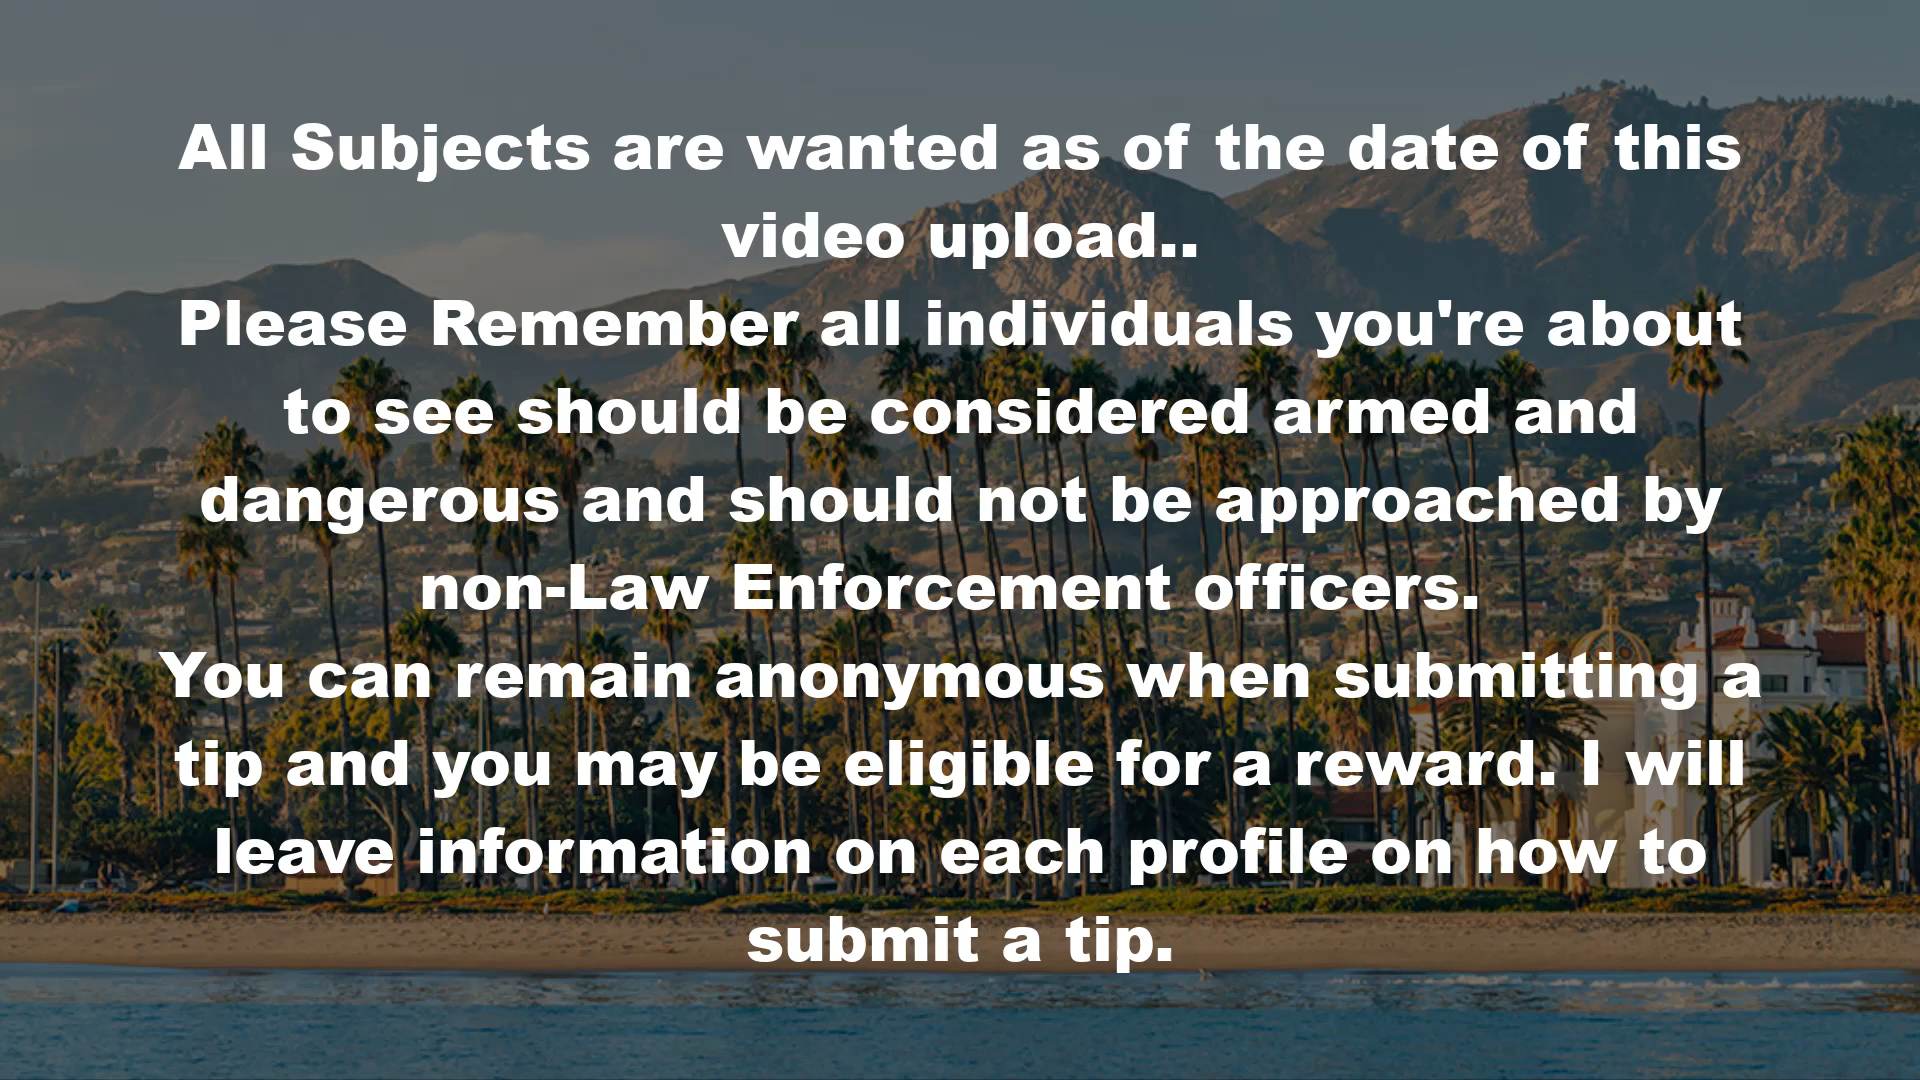 All Subjects are wanted as of the date of this
video upload..
Please Remember all individuals you're about
to see should be considered armed and
dangerous and should not be approached by
non-Law Enforcement officers.
You can remain anonymous when submitting a
tip and you may be eligible for a reward. I will
leave information on each profile on how to
submit a tip.